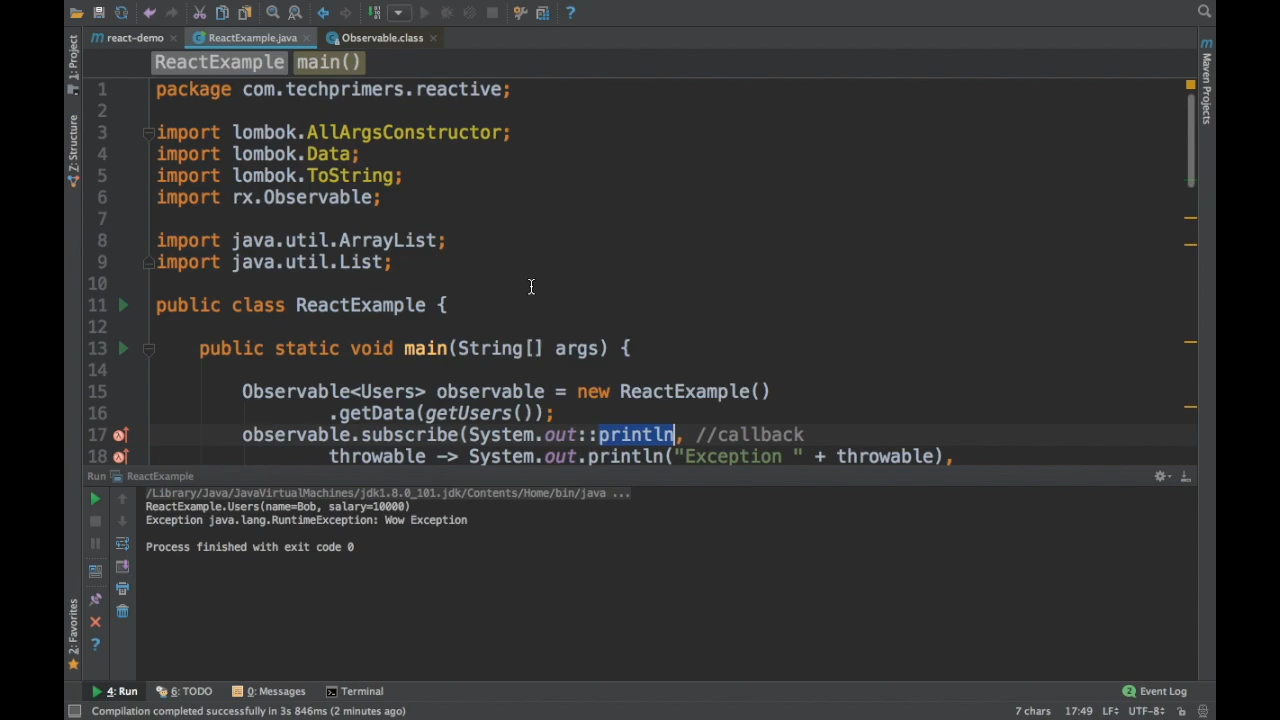 react-demo ReactExample.java Observable.class
ReactExample main()
1: Project
Z: Structure
2: Favorites
Maven Projects
1 package com.techprimers.reactive;
2
3 import lombok.AllArgsConstructor;
4 import lombok.Data;
5 import lombok.ToString;
6 import rx.Observable;
7
8 import java.util.ArrayList;
9 import java.util.List;
10
11 public class ReactExample {
12
13 public static void main(String[] args) {
14
15 Observable<Users> observable = new ReactExample()
16 .getData(getUsers());
17 observable.subscribe(System.out::println, //callback
18 throwable -> System.out.println("Exception " + throwable),
Run ReactExample
/Library/Java/JavaVirtualMachines/jdk1.8.0_101.jdk/Contents/Home/bin/java ...
ReactExample.Users(name=Bob, salary=10000)
Exception java.lang.RuntimeException: Wow Exception
Process finished with exit code 0
4: Run 6: TODO 0: Messages Terminal 2 Event Log
Compilation completed successfully in 3s 846ms (2 minutes ago) 7 chars 17:49 LF÷ UTF-8÷